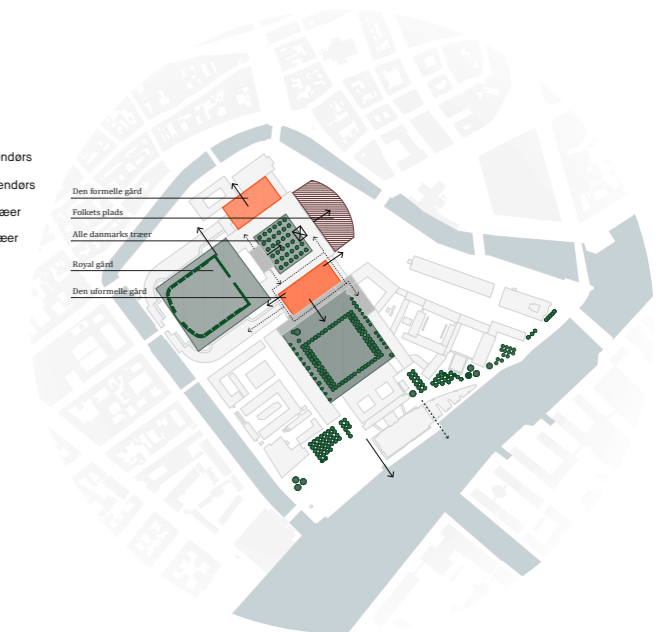 ndørs
endørs
æer
æer
Den formelle gård
Folkets plads
Alle danmarks træer
Royal gård
Den uformelle gård